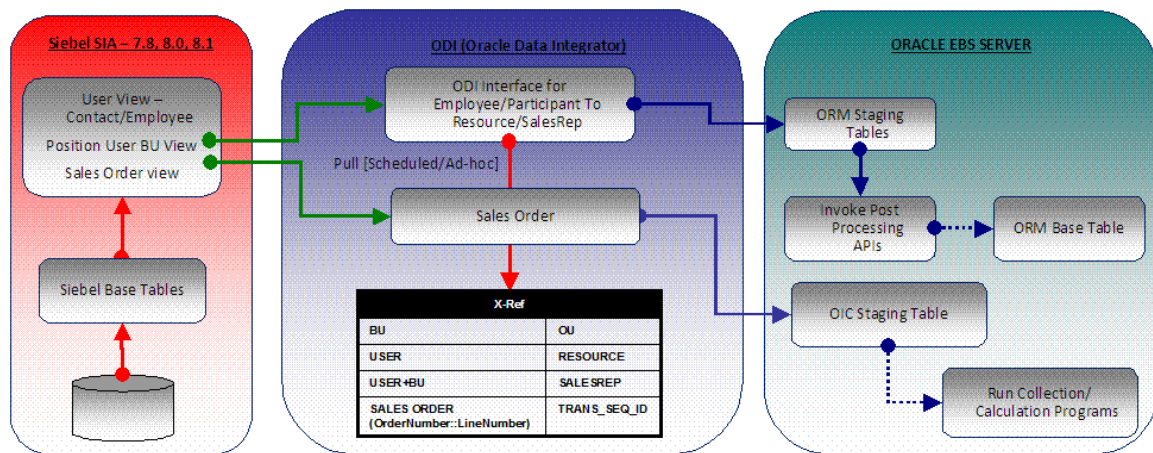 Siebel SIA – 7.8, 8.0, 8.1
User View –
Contact/Employee
Position User BU View
Sales Order view
Siebel Base Tables
ODI (Oracle Data Integrator)
ODI Interface for
Employee/Participant To
Resource/SalesRep
Pull [Scheduled/Ad-hoc]
Sales Order
X-Ref
BU OU
USER RESOURCE
USER+BU SALESREP
SALES ORDER TRANS_SEQ_ID
(OrderNumber::LineNumber)
ORACLE EBS SERVER
ORM Staging
Tables
Invoke Post
Processing
APIs
ORM Base Table
OIC Staging Table
Run Collection/
Calculation Programs